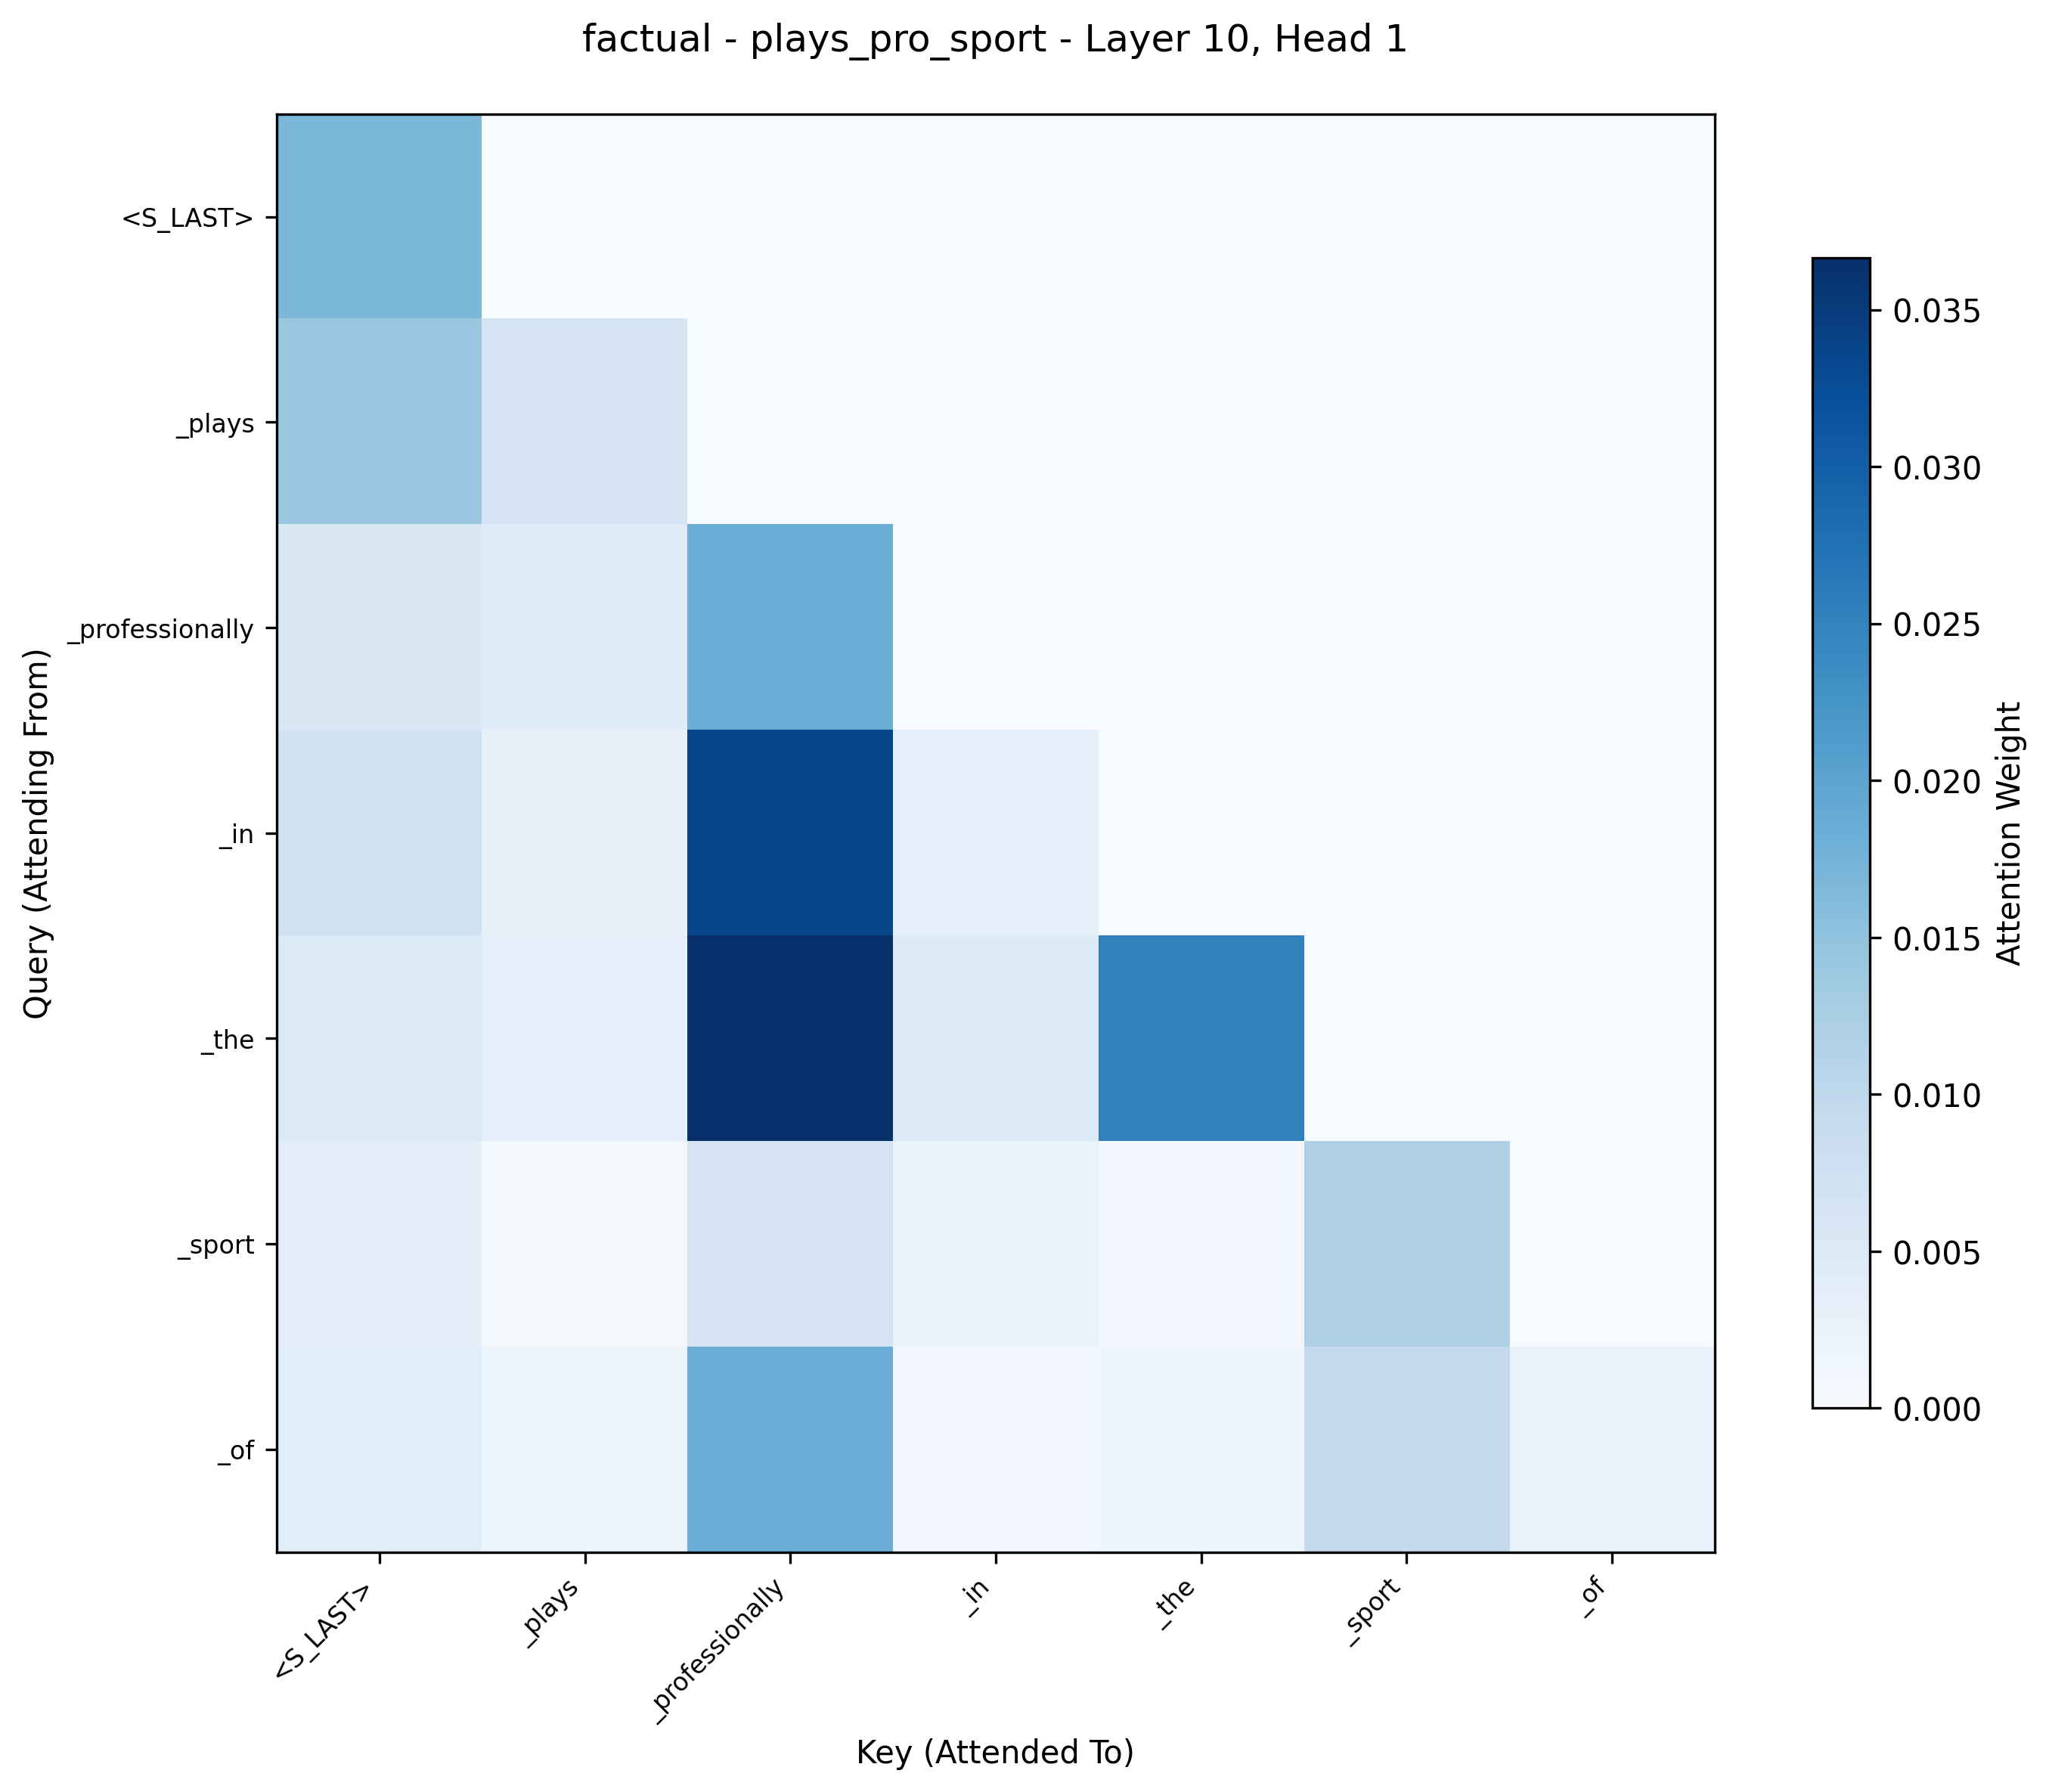 factual - plays_pro_sport - Layer 10, Head 1
Query (Attending From)
<S_LAST>
_plays
_professionally
_in
_the
_sport
_of
<S_LAST>
_plays
_professionally
_in
_the
_sport
_of
Key (Attended To)
0.035
0.030
0.025
0.020
0.015
0.010
0.005
0.000
Attention Weight